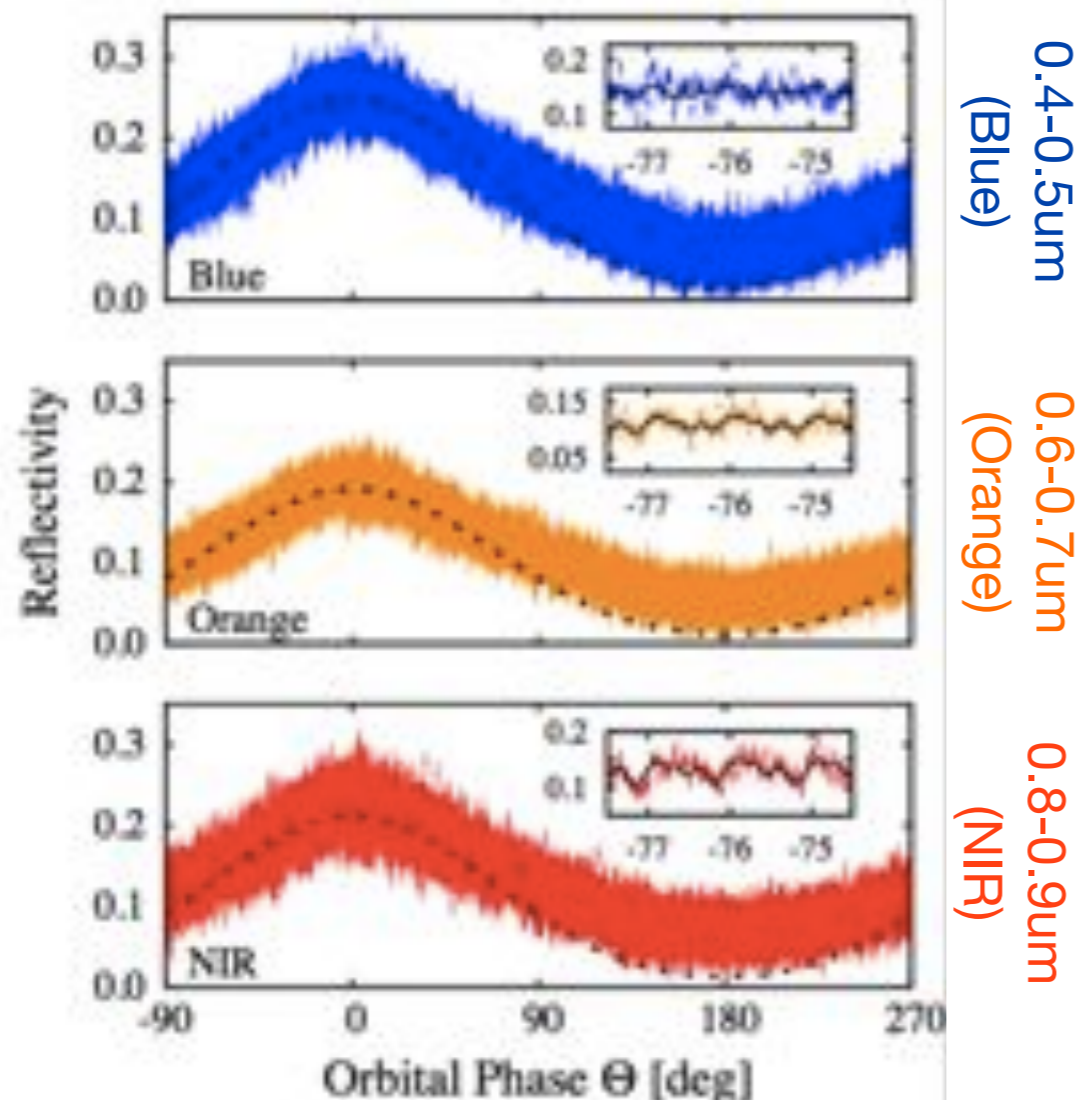 0.3
0.2
0.1
0.0
Blue
0.2
0.1
-77 -76 -75
0.4-0.5um
(Blue)
Reflectivity
0.3
0.2
0.1
0.0
Orange
0.15
0.05
-77 -76 -75
0.6-0.7um
(Orange)
0.3
0.2
0.1
0.0
NIR
0.2
0.1
-77 -76 -75
0.8-0.9um
(NIR)
-90 0 90 180 270
Orbital Phase Θ [deg]